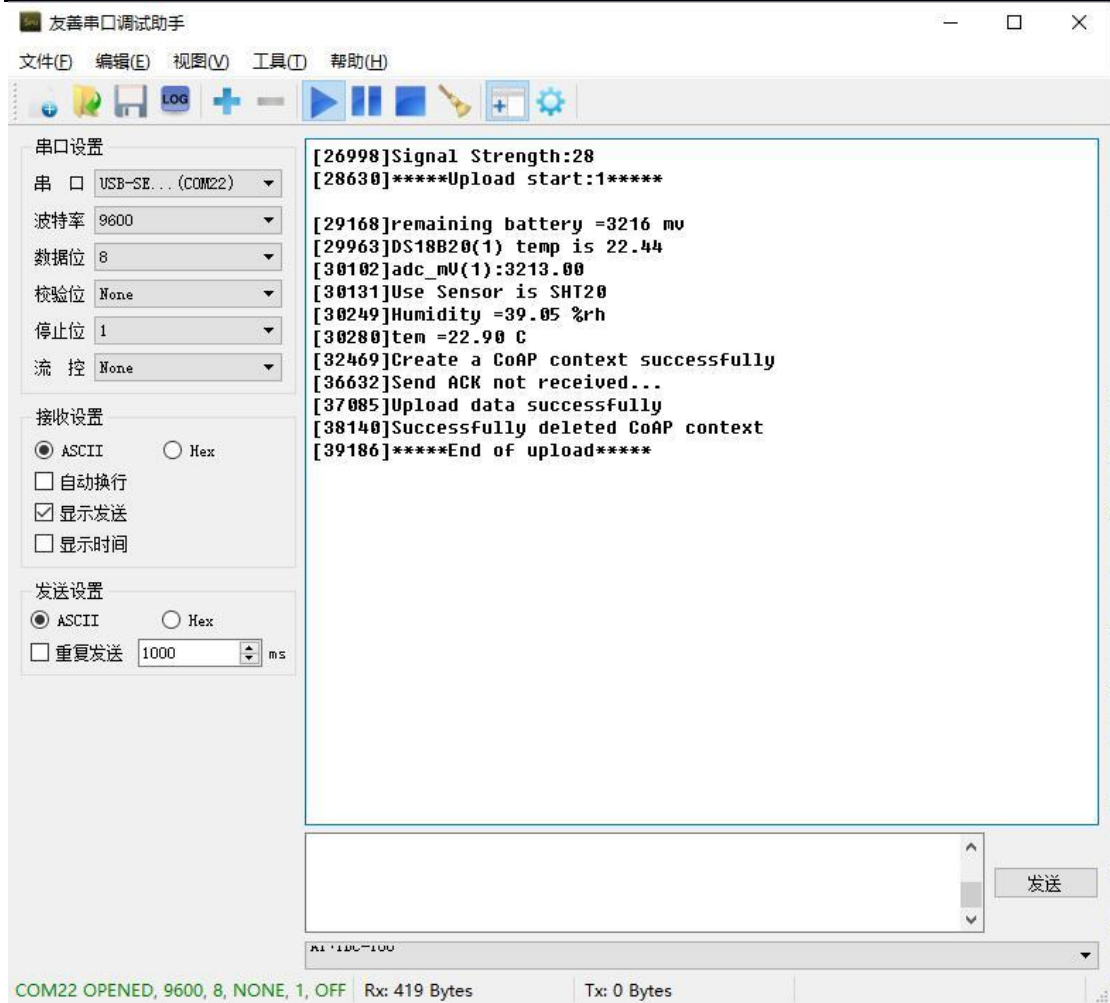 友善串口调试助手
文件(F) 编辑(E) 视图(V) 工具(T) 帮助(H)
LOG
串口设置
串 口 USB-SE...(COM22)
波特率 9600
数据位 8
校验位 None
停止位 1
流 控 None
接收设置
ASCII Hex
自动换行
显示发送
显示时间
发送设置
ASCII Hex
重复发送 1000 ms
[26998]Signal Strength:28
[28630]*****Upload start:1*****
[29168]remaining battery =3216 mv
[29963]DS18B20(1) temp is 22.44
[30102]adc_mV(1):3213.00
[30131]Use Sensor is SHT20
[30249]Humidity =39.05 %rh
[30280]tem =22.90 C
[32469]Create a CoAP context successfully
[36632]Send ACK not received...
[37085]Upload data successfully
[38140]Successfully deleted CoAP context
[39186]*****End of upload*****
发送
COM22 OPENED, 9600, 8, NONE, 1, OFF Rx: 419 Bytes Tx: 0 Bytes